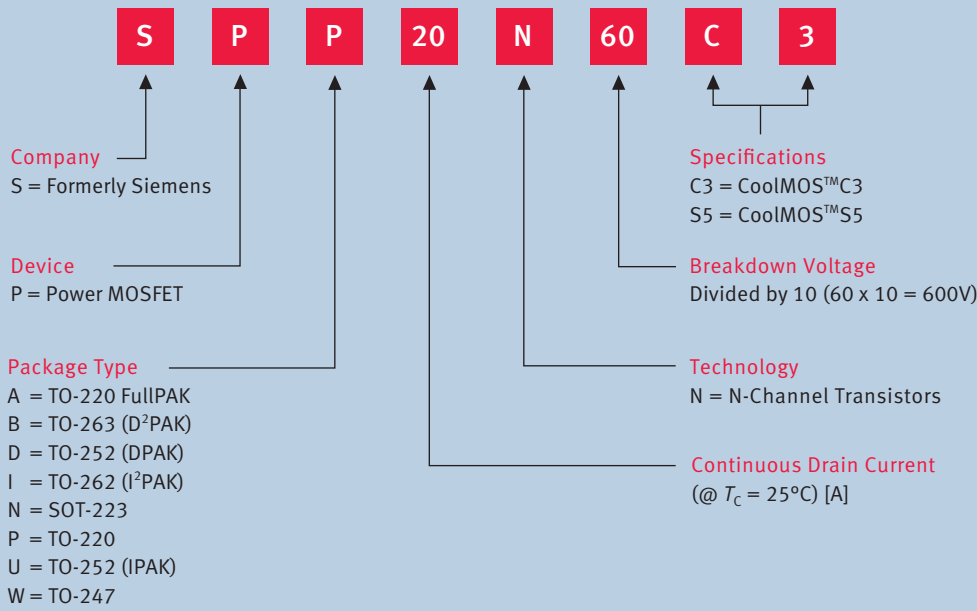 S P P 20 N 60 C 3
Company
S = Formerly Siemens
Device
P = Power MOSFET
Package Type
A = TO-220 FullPAK
B = TO-263 (D²PAK)
D = TO-252 (DPAK)
I = TO-262 (I²PAK)
N = SOT-223
P = TO-220
U = TO-252 (IPAK)
W = TO-247
Specifications
C3 = CoolMOS™C3
S5 = CoolMOS™S5
Breakdown Voltage
Divided by 10 (60 x 10 = 600V)
Technology
N = N-Channel Transistors
Continuous Drain Current
(@ T_C = 25°C) [A]